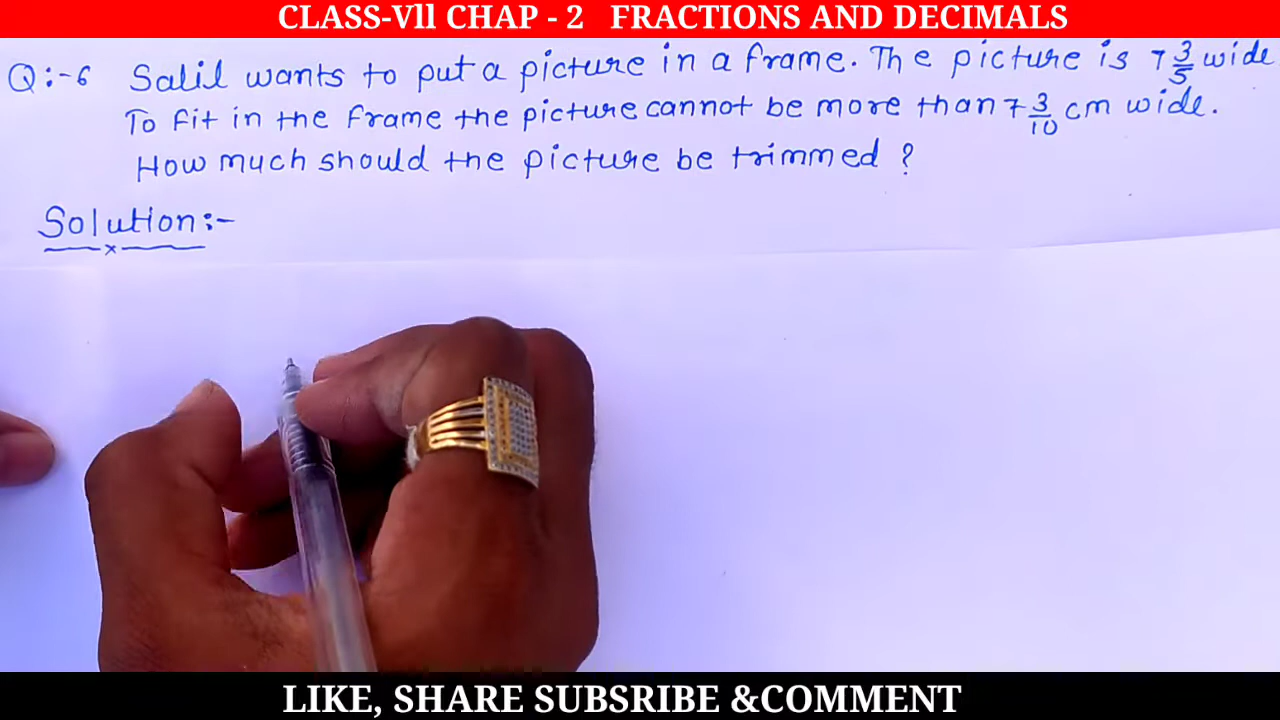 CLASS-Vll CHAP - 2 FRACTIONS AND DECIMALS
Q:-6 Salil wants to put a picture in a frame. The picture is 7 3/5 wide.
To fit in the frame the picture cannot be more than 7 3/10 cm wide.
How much should the picture be trimmed ?
Solution:-
LIKE, SHARE SUBSRIBE &COMMENT